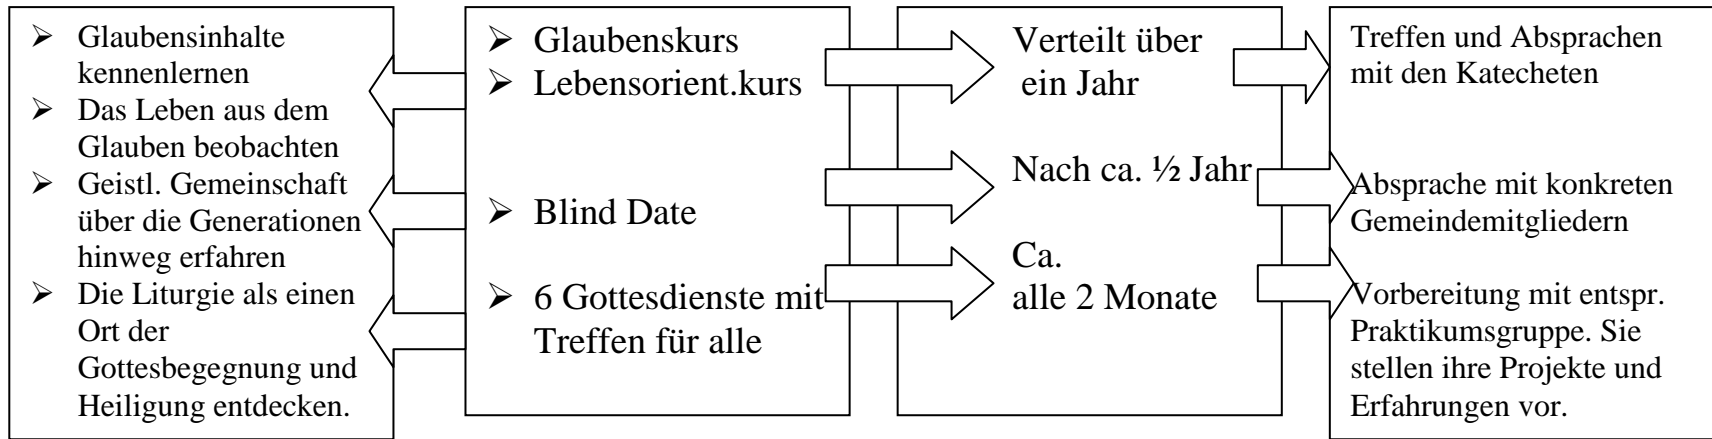 ➢ Glaubensinhalte
kennenlernen
➢ Das Leben aus dem
Glauben beobachten
➢ Geistl. Gemeinschaft
über die Generationen
hinweg erfahren
➢ Die Liturgie als einen
Ort der
Gottesbegegnung und
Heiligung entdecken.
➢ Glaubenskurs
➢ Lebensorient.kurs
➢ Blind Date
➢ 6 Gottesdienste mit
Treffen für alle
Verteilt über
ein Jahr
Nach ca. ½ Jahr
Ca.
alle 2 Monate
Treffen und Absprachen
mit den Katecheten
Absprache mit konkreten
Gemeindemitgliedern
Vorbereitung mit entspr.
Praktikumsgruppe. Sie
stellen ihre Projekte und
Erfahrungen vor.